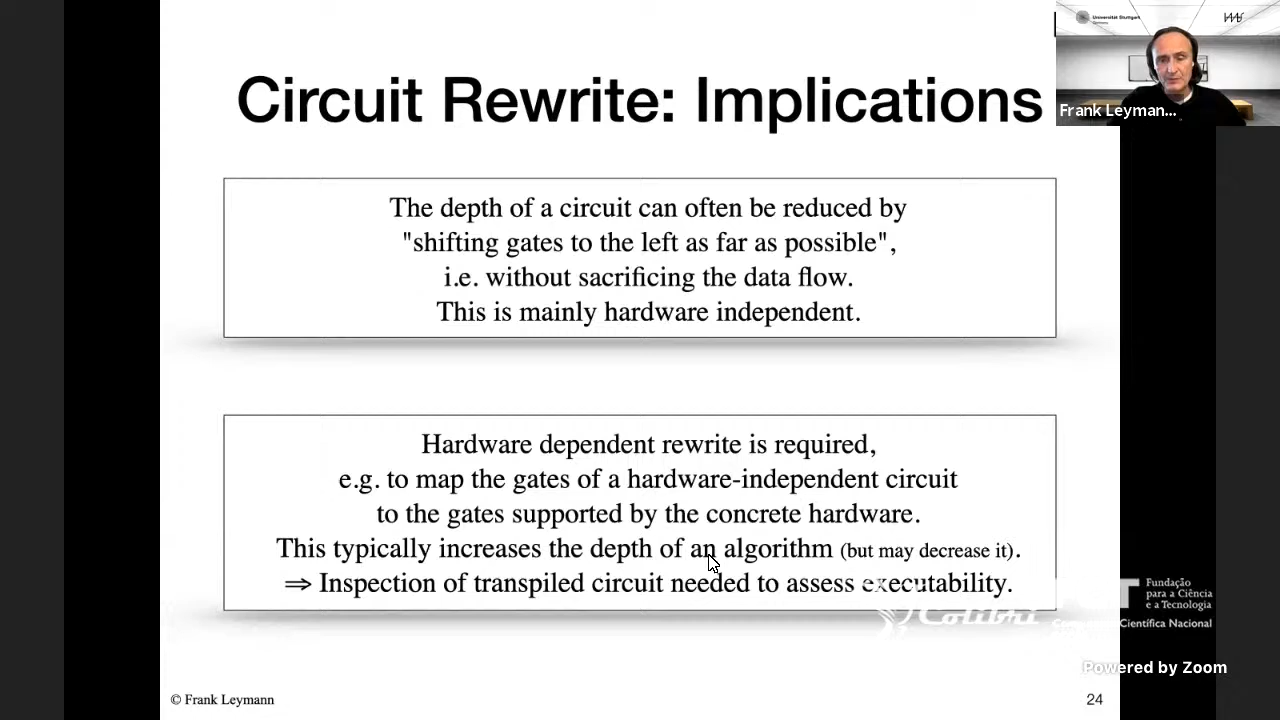 Universität Stuttgart
Circuit Rewrite: Implications
Frank Leyman...
The depth of a circuit can often be reduced by
"shifting gates to the left as far as possible",
i.e. without sacrificing the data flow.
This is mainly hardware independent.
Hardware dependent rewrite is required,
e.g. to map the gates of a hardware-independent circuit
to the gates supported by the concrete hardware.
This typically increases the depth of an algorithm (but may decrease it).
⇒ Inspection of transpiled circuit needed to assess executability.
Colibri
Fundação
para a Ciência
e a Tecnologia
Científica Nacional
Powered by Zoom
© Frank Leymann
24